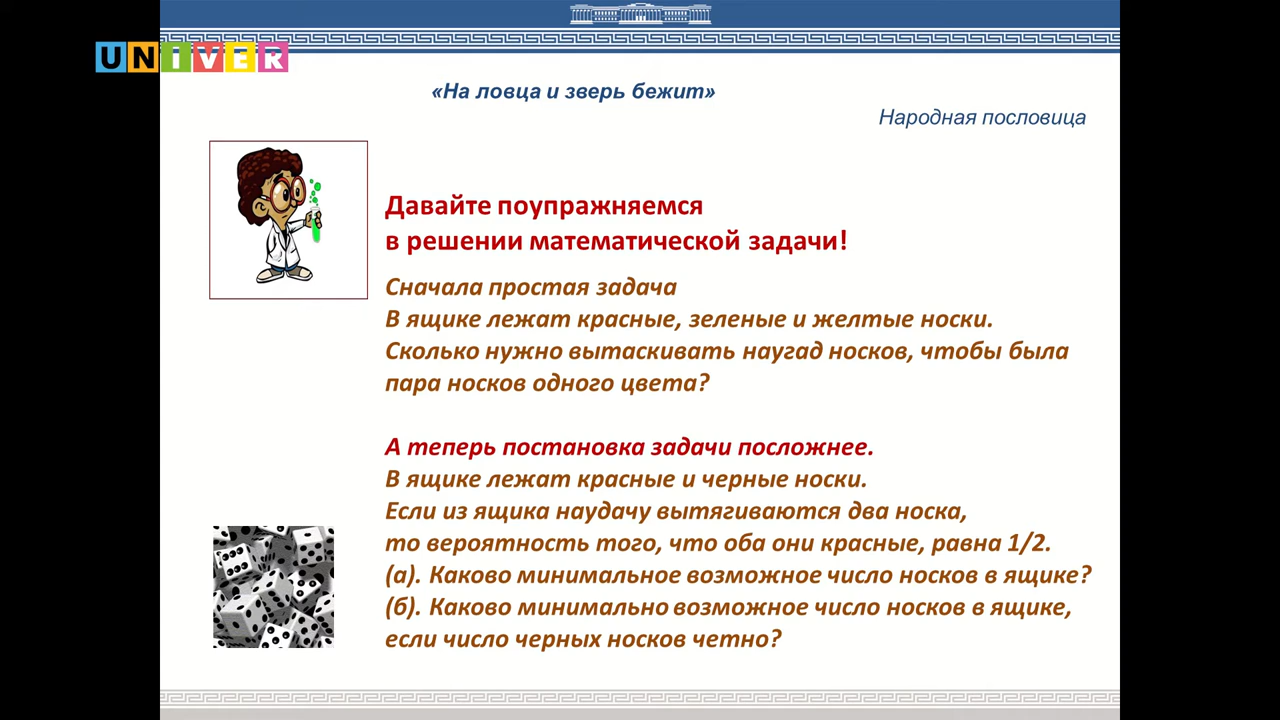 UNIVER
«На ловца и зверь бежит»
Народная пословица
Давайте поупражняемся
в решении математической задачи!
Сначала простая задача
В ящике лежат красные, зеленые и желтые носки.
Сколько нужно вытаскивать наугад носков, чтобы была
пара носков одного цвета?
А теперь постановка задачи посложнее.
В ящике лежат красные и черные носки.
Если из ящика наудачу вытягиваются два носка,
то вероятность того, что оба они красные, равна 1/2.
(а). Каково минимальное возможное число носков в ящике?
(б). Каково минимально возможное число носков в ящике,
если число черных носков четно?